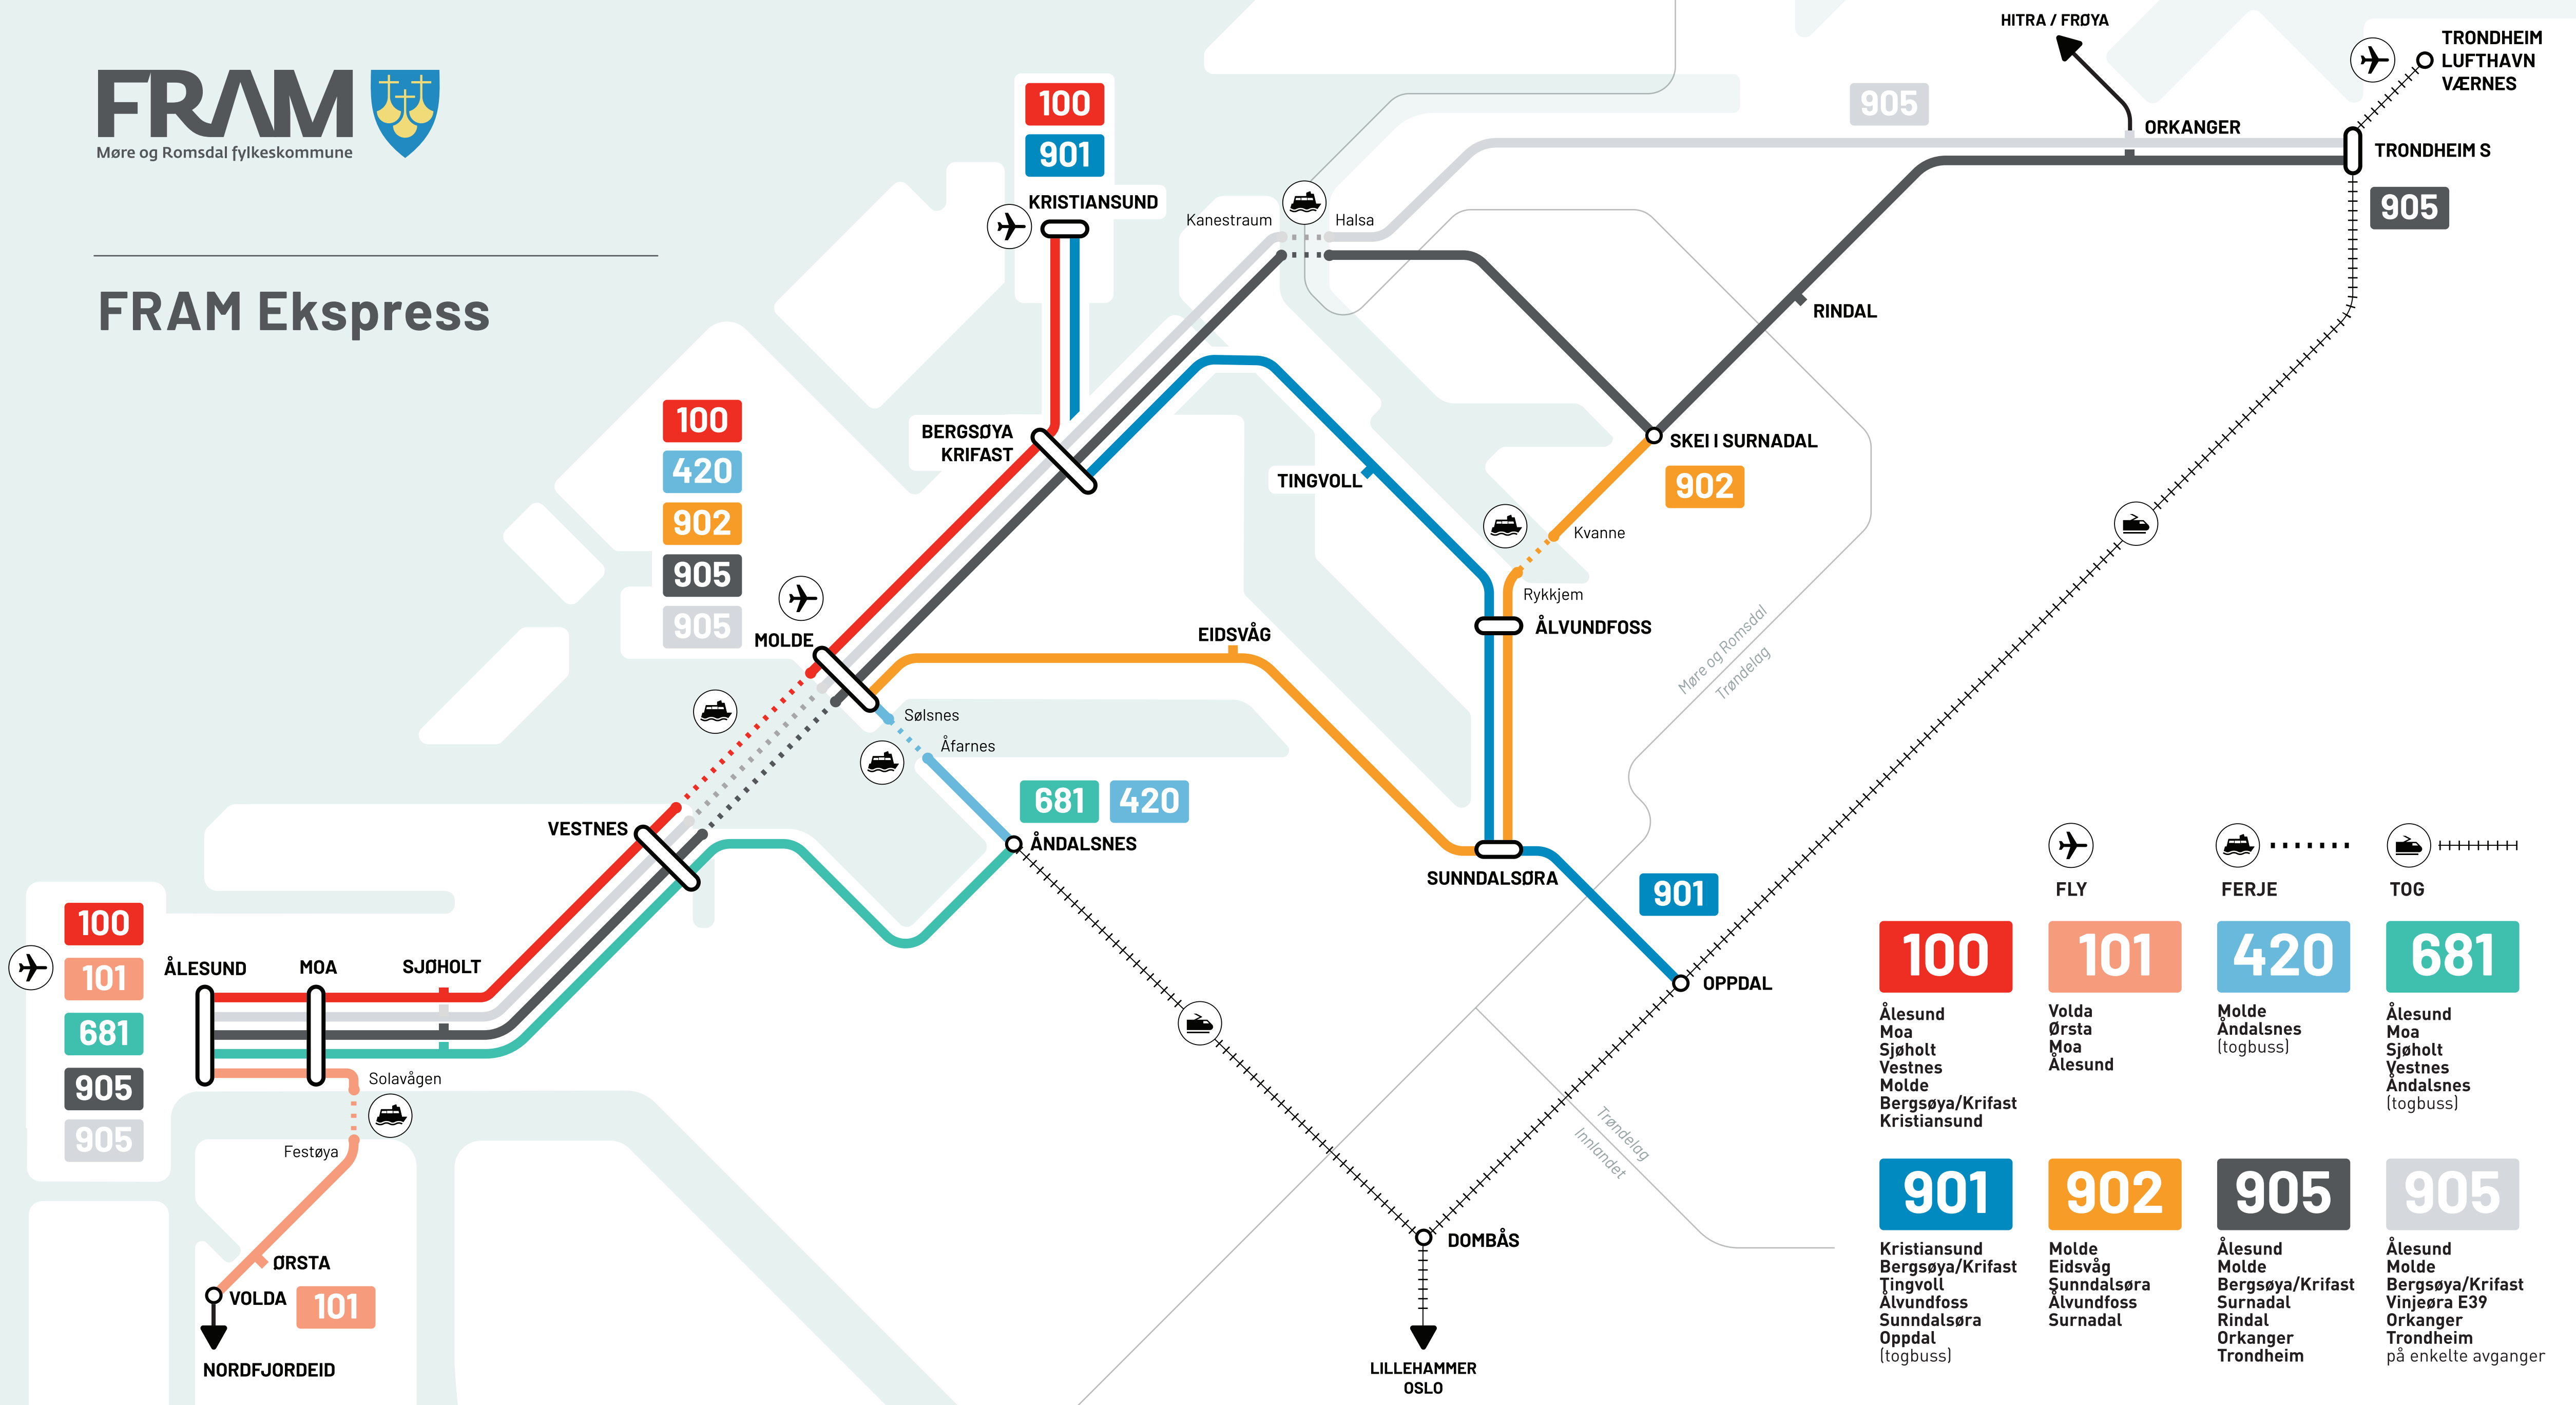 FRAM
Møre og Romsdal fylkeskommune
FRAM Ekspress
HITRA / FRØYA
TRONDHEIM
LUFTHAVN
VÆRNES
905
ORKANGER
TRONDHEIM S
905
100
901
KRISTIANSUND
Kanestraum
Halsa
RINDAL
100
420
902
905
905
BERGSØYA
KRIFAST
SKEI I SURNADAL
902
TINGVOLL
Kvanne
Rykkjem
ÅLVUNDFOSS
MOLDE
EIDSVÅG
Møre og Romsdal
Trøndelag
Sølsnes
Åfarnes
681
420
ÅNDALSNES
VESTNES
SUNNDALSØRA
901
OPPDAL
100
101
681
905
905
ÅLESUND
MOA
SJØHOLT
Solavågen
Festøya
ØRSTA
VOLDA
101
NORDFJORDEID
Trøndelag
Innlandet
DOMBÅS
LILLEHAMMER
OSLO
FLY
FERJE
TOG
100
Ålesund
Moa
Sjøholt
Vestnes
Molde
Bergsøya/Krifast
Kristiansund
101
Volda
Ørsta
Moa
Ålesund
420
Molde
Åndalsnes
(togbuss)
681
Ålesund
Moa
Sjøholt
Vestnes
Åndalsnes
(togbuss)
901
Kristiansund
Bergsøya/Krifast
Tingvoll
Ålvundfoss
Sunndalsøra
Oppdal
(togbuss)
902
Molde
Eidsvåg
Sunndalsøra
Ålvundfoss
Surnadal
905
Ålesund
Molde
Bergsøya/Krifast
Surnadal
Rindal
Orkanger
Trondheim
905
Ålesund
Molde
Bergsøya/Krifast
Vinjeøra E39
Orkanger
Trondheim
på enkelte avganger